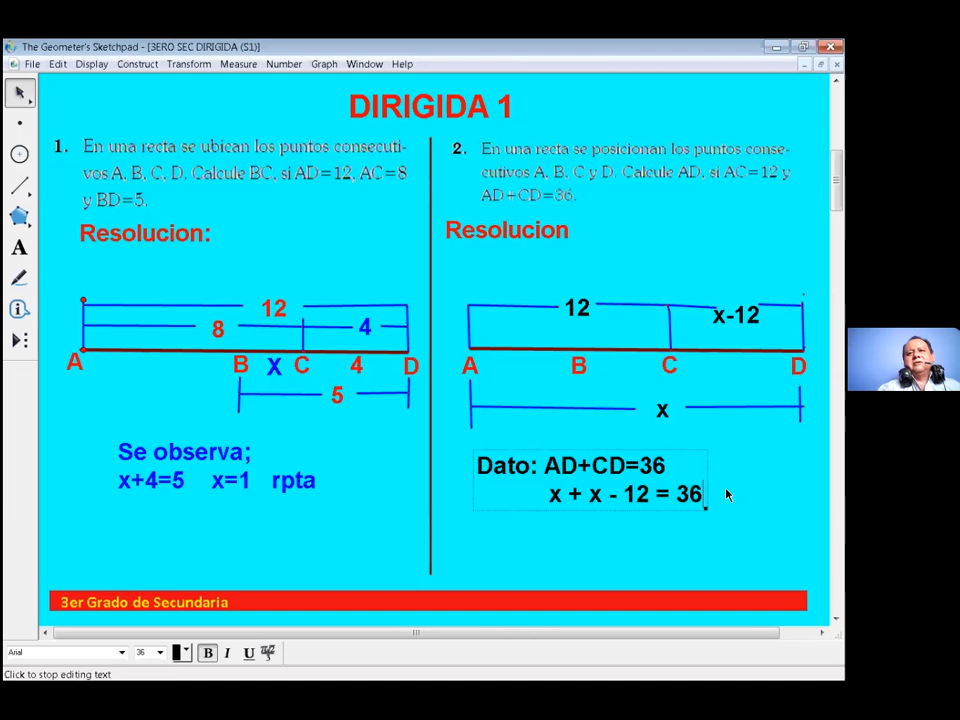 The Geometer's Sketchpad - [3ERO SEC DIRIGIDA (S1)]
File Edit Display Construct Transform Measure Number Graph Window Help
DIRIGIDA 1
1. En una recta se ubican los puntos consecuti-
vos A, B, C, D. Calcule BC, si AD=12, AC=8
y BD=5.
Resolucion:
12
8 4
A B X C 4 D
5
Se observa;
x+4=5 x=1 rpta
2. En una recta se posicionan los puntos conse-
cutivos A, B, C y D. Calcule AD, si AC=12 y
AD+CD=36.
Resolucion
12 x-12
A B C D
x
Dato: AD+CD=36
x + x - 12 = 36
3er Grado de Secundaria
A
Arial 36 B I U
Click to stop editing text